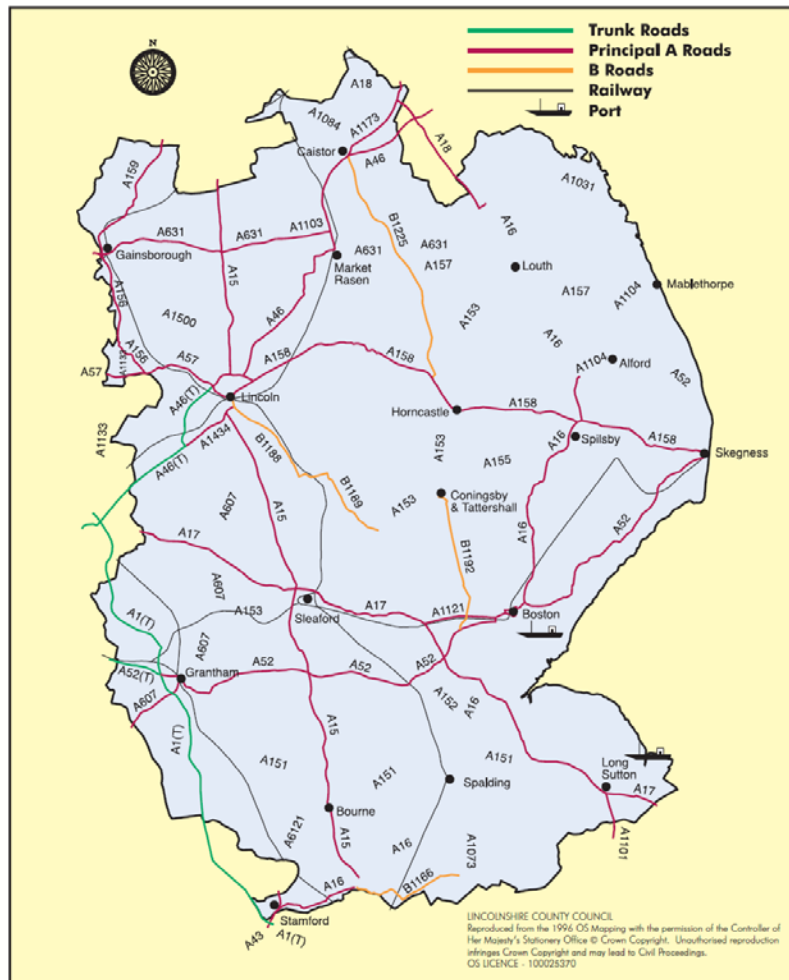 N
Trunk Roads
Principal A Roads
B Roads
Railway
Port
A18
A1084
A1173
Caistor
A46
A18
A159
A1031
A631
A631
A1103
B1225
A16
A631
A631
Gainsborough
Market
Rasen
A157
Louth
A15
A156
A1500
A46
A153
A157
A1104
Mablethorpe
A16
A156
A57
A158
A158
A1133
A57
A1104
Alford
A52
A46(T)
Lincoln
Horncastle
A158
A1133
A1434
A46(T)
B1188
A153
A155
A16
Spilsby
A158
Skegness
B1189
A607
A15
A153
Coningsby
& Tattershall
A17
A16
A52
B1192
A607
A153
Sleaford
A17
A1121
Boston
A1(T)
A607
A52(T)
Grantham
A52
A52
A52
A607
A152
A16
A1(T)
A15
A151
A151
A151
Spalding
Long
Sutton
A17
Bourne
A15
A6121
A16
A1073
A1101
A16
B1166
Stamford
A43
A1(T)
LINCOLNSHIRE COUNTY COUNCIL
Reproduced from the 1996 OS Mapping with the permission of the Controller of
Her Majesty's Stationery Office © Crown Copyright. Unauthorised reproduction
infringes Crown Copyright and may lead to Civil Proceedings.
OS LICENCE - 100025370